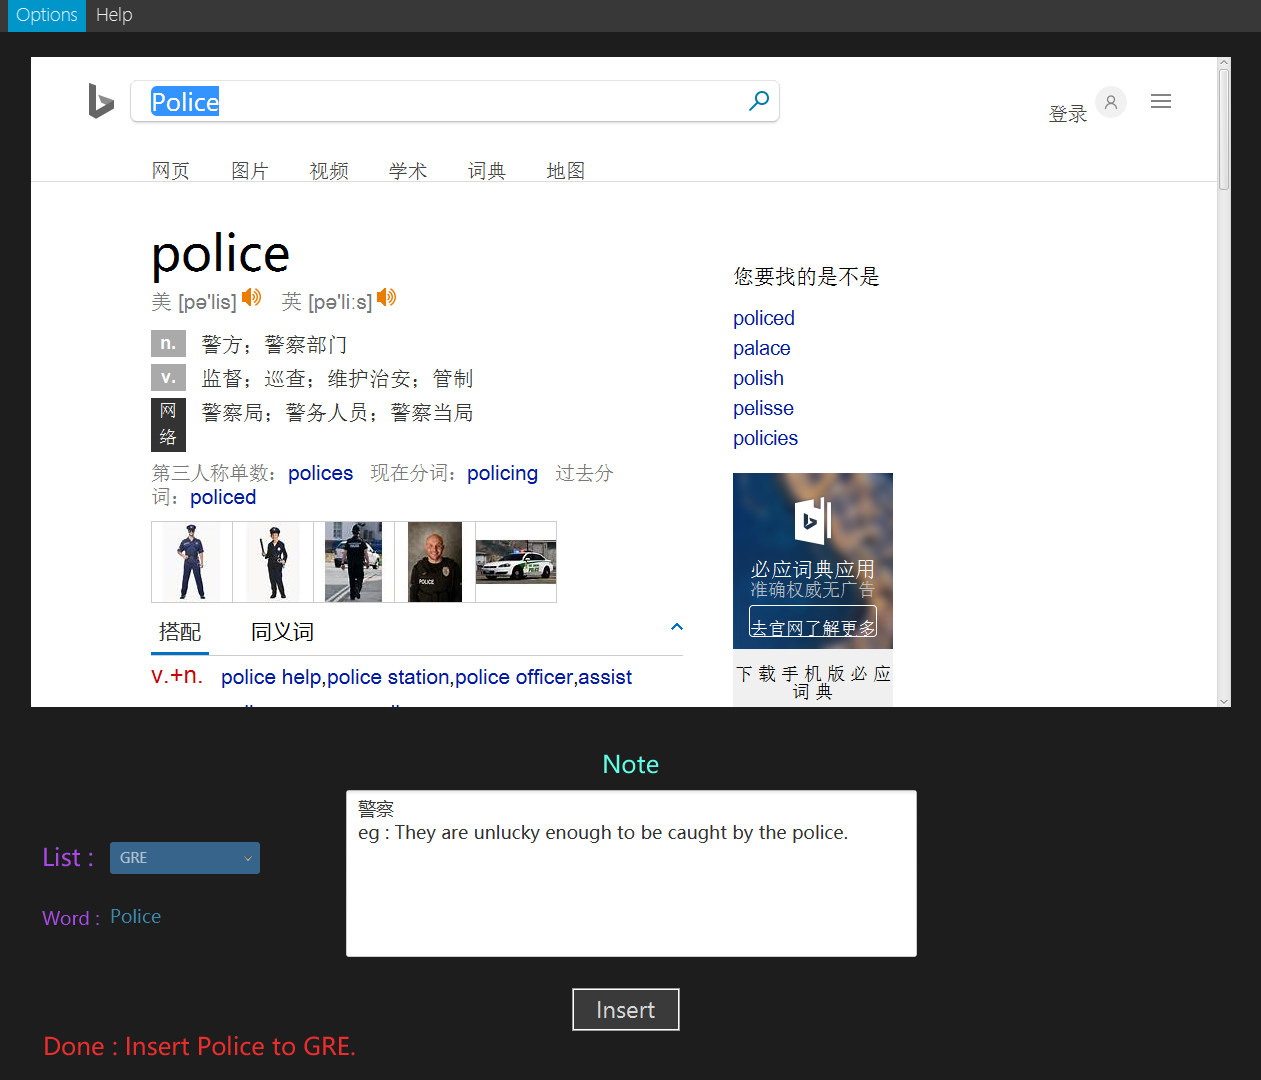 Options Help
Police
登录
网页 图片 视频 学术 词典 地图
police
美 [pə'lis] 英 [pə'liːs]
n. 警方；警察部门
v. 监督；巡查；维护治安；管制
网络 警察局；警务人员；警察当局
第三人称单数：polices 现在分词：policing 过去分
词：policed
POLICE
搭配 同义词
v.+n. police help,police station,police officer,assist
您要找的是不是
policed
palace
polish
pelisse
policies
必应词典应用
准确权威无广告
去官网了解更多
下载手机版必应
词典
Note
警察
eg : They are unlucky enough to be caught by the police.
List : GRE
Word : Police
Insert
Done : Insert Police to GRE.